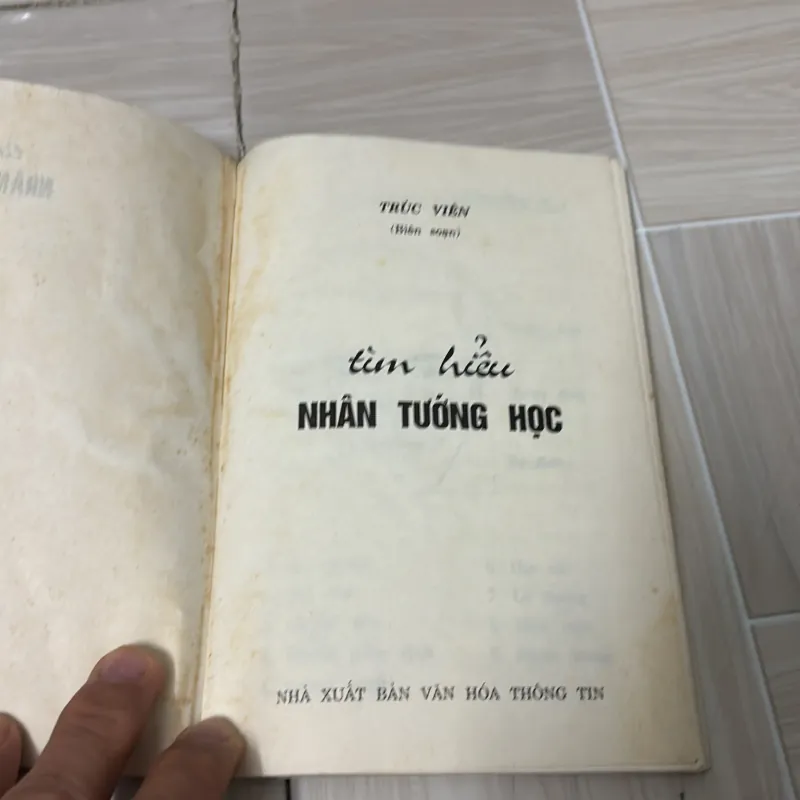 TRÚC VIÊN
(Biên soạn)
tìm hiểu
NHÂN TƯỚNG HỌC
NHÀ XUẤT BẢN VĂN HÓA THÔNG TIN